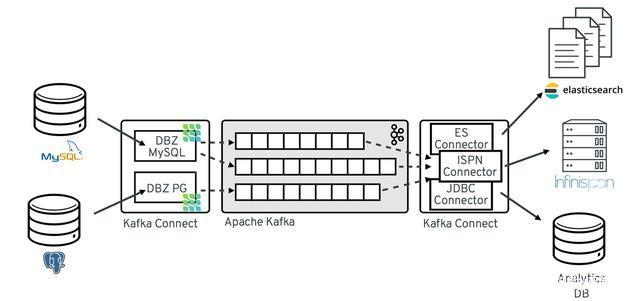 MySQL
DBZ
MySQL
DBZ PG
Kafka Connect
Apache Kafka
ES
Connector
ISPN
Connector
JDBC
Connector
Kafka Connect
elasticsearch
Infinispan
Analytics
DB